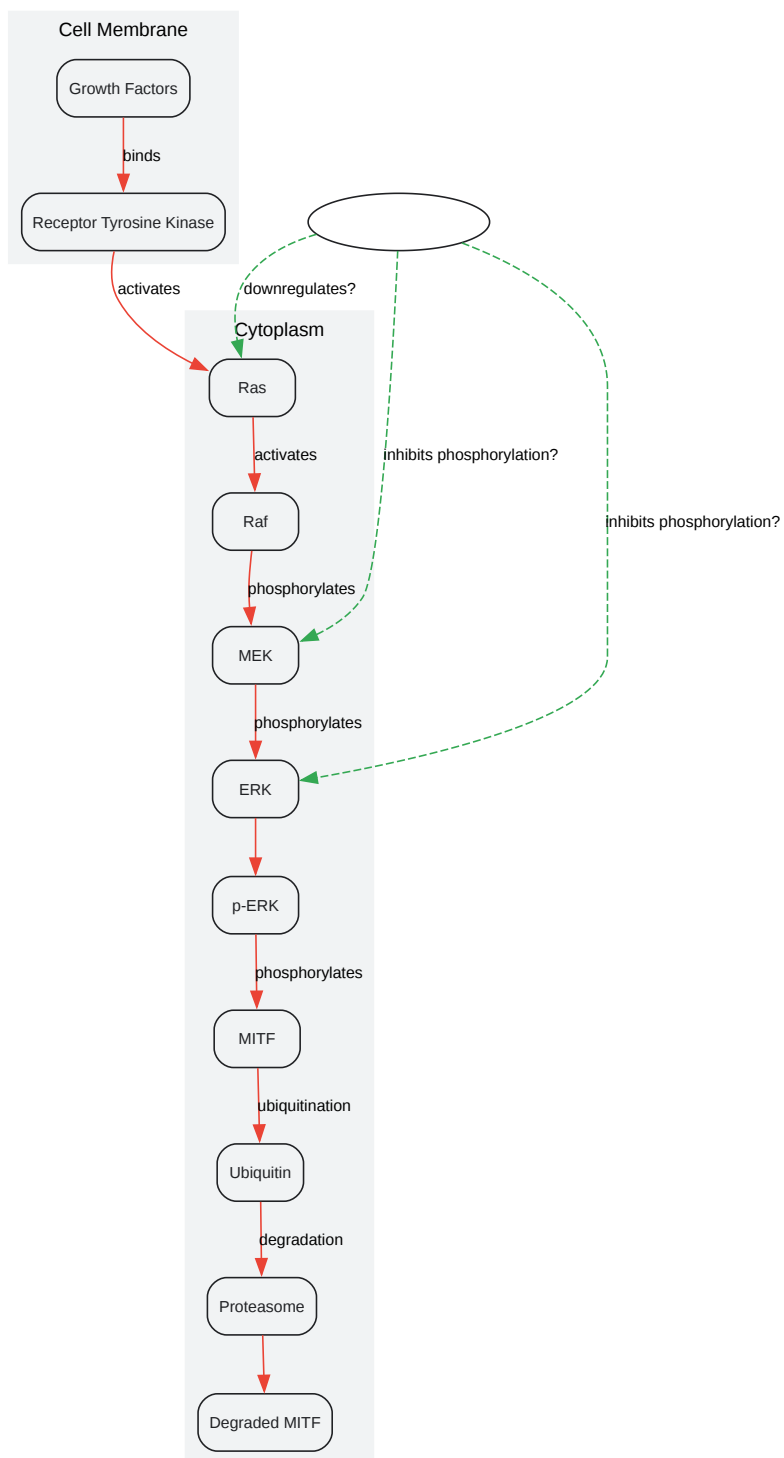 Cell Membrane
Growth Factors
binds
Receptor Tyrosine Kinase
activates
downregulates?
Cytoplasm
Ras
activates
inhibits phosphorylation?
Raf
inhibits phosphorylation?
phosphorylates
MEK
phosphorylates
ERK
p-ERK
phosphorylates
MITF
ubiquitination
Ubiquitin
degradation
Proteasome
Degraded MITF